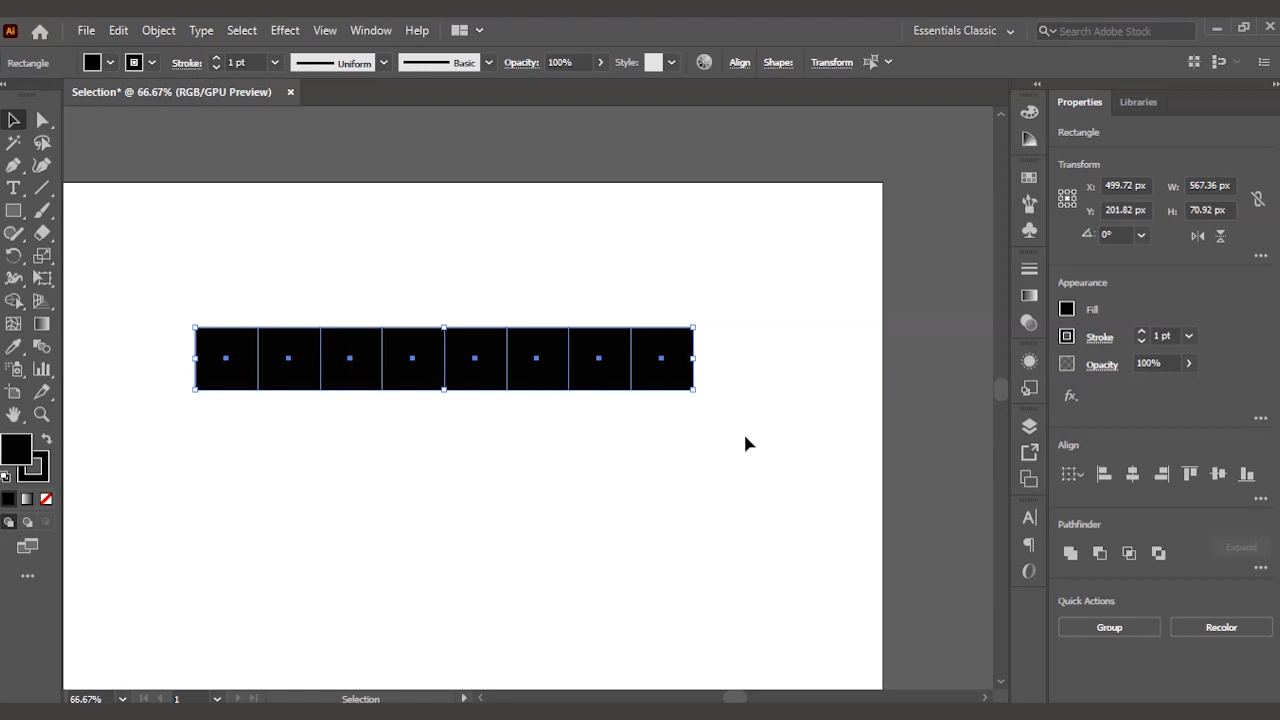 Ai File Edit Object Type Select Effect View Window Help Essentials Classic Search Adobe Stock
Rectangle Stroke: 1 pt Uniform Basic Opacity: 100% Style: Align Shape: Transform
Selection* @ 66.67% (RGB/GPU Preview)
Properties Libraries
Rectangle
Transform
X: 499.72 px W: 567.36 px
Y: 201.82 px H: 70.92 px
0°
Appearance
Fill
Stroke 1 pt
Opacity 100%
fx.
Align
Pathfinder
Expand
Quick Actions
Group Recolor
66.67% 1 Selection